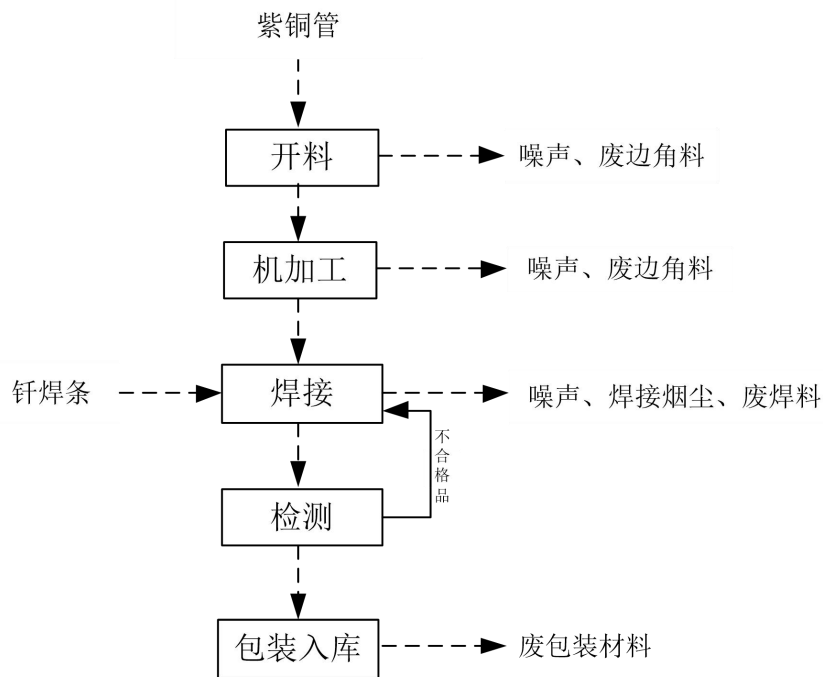 紫铜管
开料
噪声、废边角料
机加工
噪声、废边角料
钎焊条
焊接
噪声、焊接烟尘、废焊料
不合格品
检测
包装入库
废包装材料